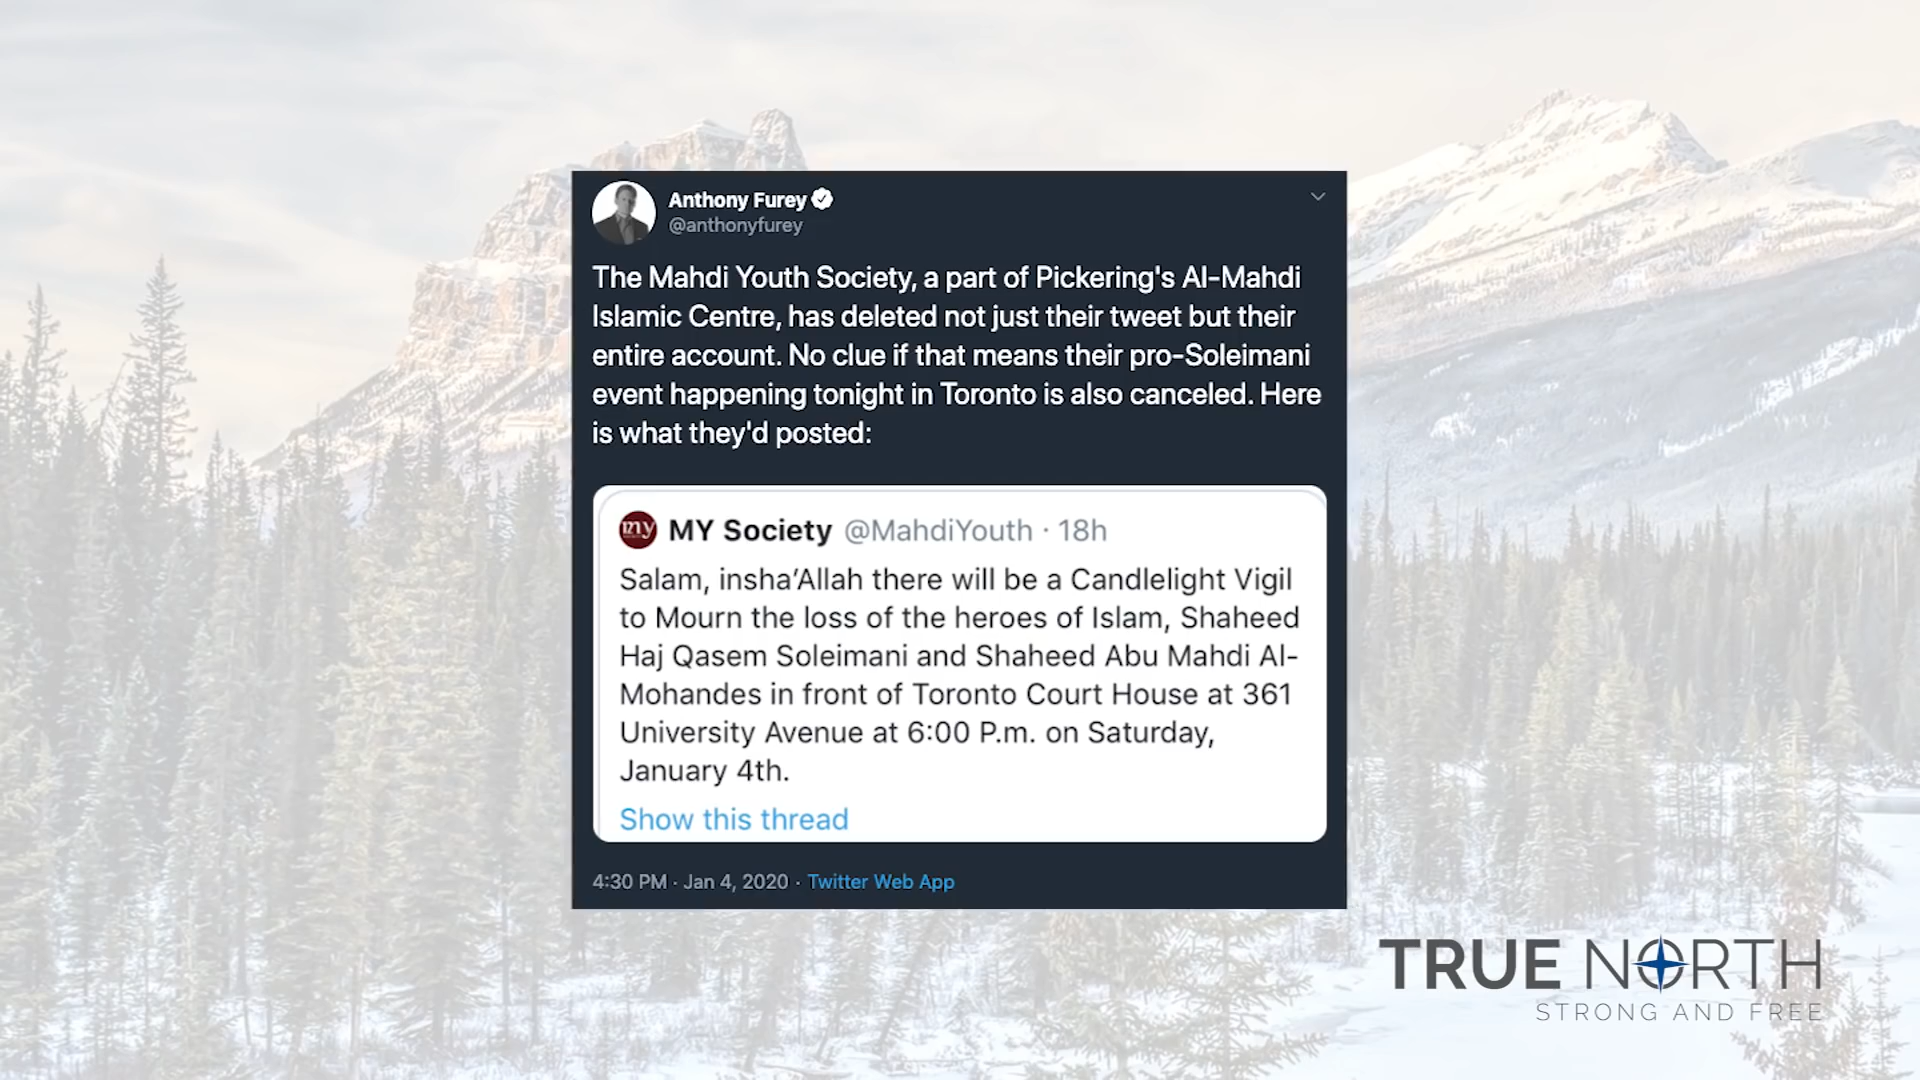 Anthony Furey
@anthonyfurey
The Mahdi Youth Society, a part of Pickering's Al-Mahdi
Islamic Centre, has deleted not just their tweet but their
entire account. No clue if that means their pro-Soleimani
event happening tonight in Toronto is also canceled. Here
is what they'd posted:
my
MY Society @MahdiYouth · 18h
Salam, insha'Allah there will be a Candlelight Vigil
to Mourn the loss of the heroes of Islam, Shaheed
Haj Qasem Soleimani and Shaheed Abu Mahdi Al-
Mohandes in front of Toronto Court House at 361
University Avenue at 6:00 P.m. on Saturday,
January 4th.
Show this thread
4:30 PM · Jan 4, 2020 · Twitter Web App
TRUE NORTH
STRONG AND FREE